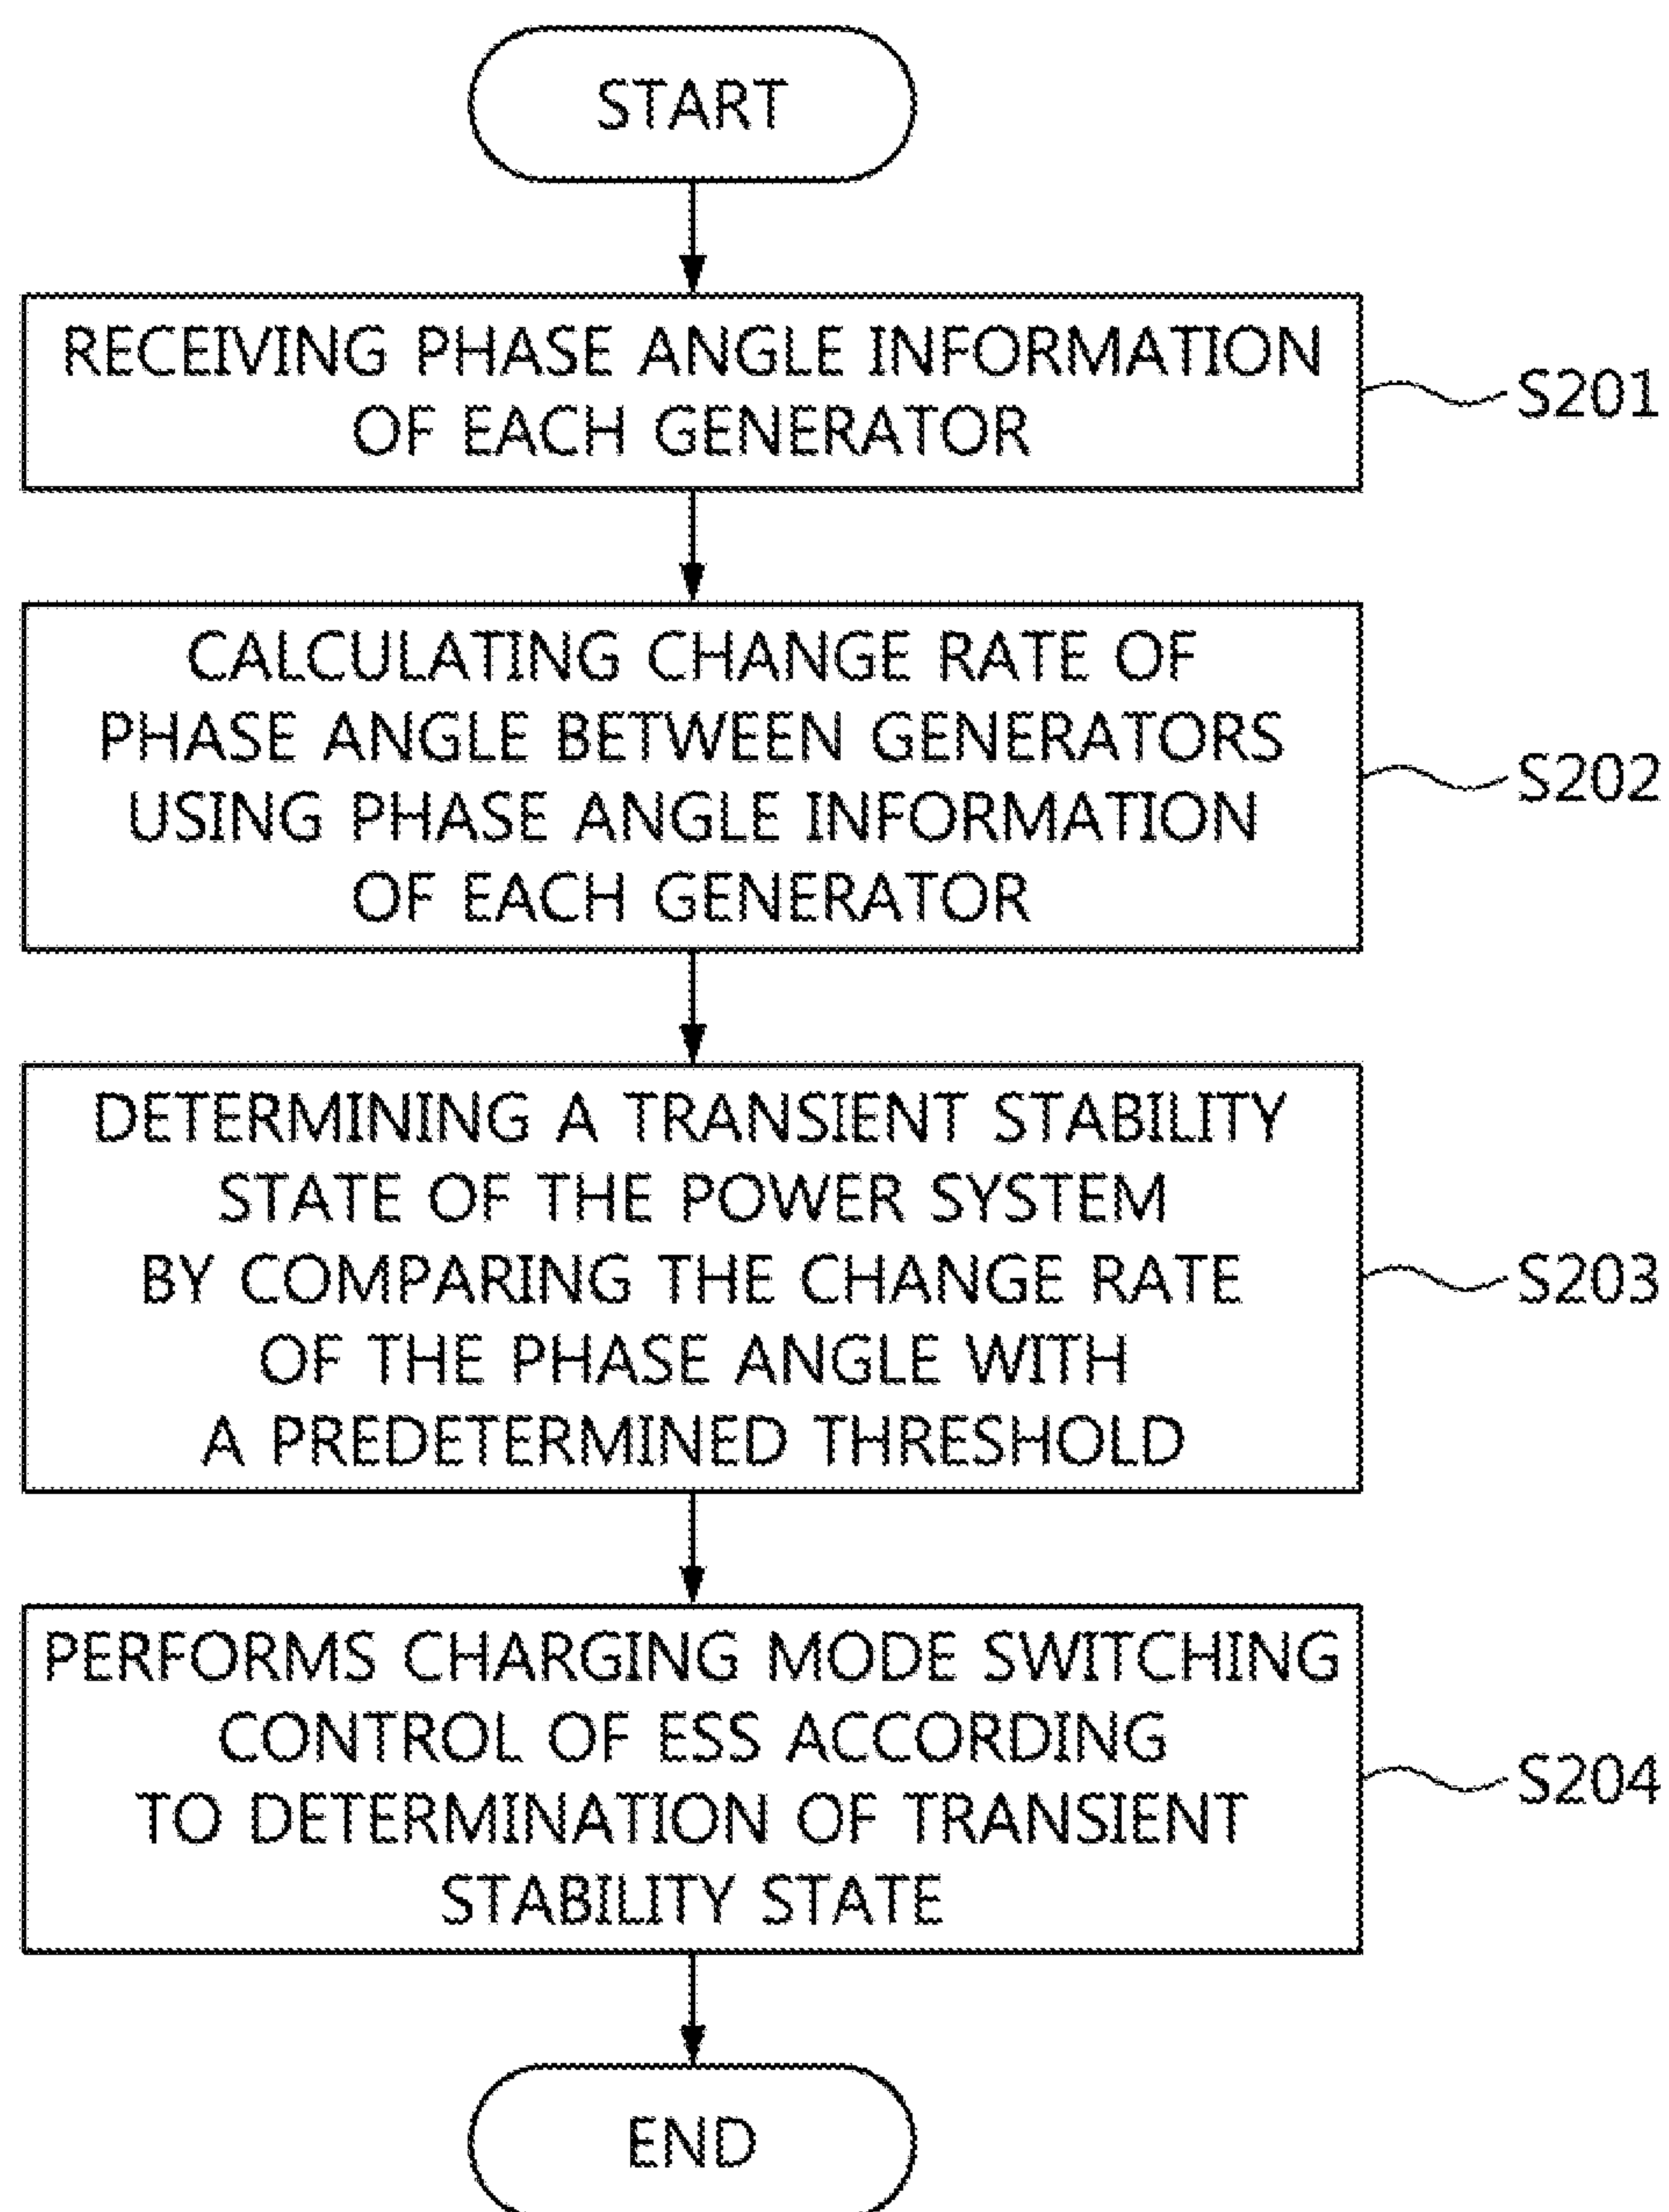 START
RECEIVING PHASE ANGLE INFORMATION
OF EACH GENERATOR
S201
CALCULATING CHANGE RATE OF
PHASE ANGLE BETWEEN GENERATORS
USING PHASE ANGLE INFORMATION
OF EACH GENERATOR
S202
DETERMINING A TRANSIENT STABILITY
STATE OF THE POWER SYSTEM
BY COMPARING THE CHANGE RATE
OF THE PHASE ANGLE WITH
A PREDETERMINED THRESHOLD
S203
PERFORMS CHARGING MODE SWITCHING
CONTROL OF ESS ACCORDING
TO DETERMINATION OF TRANSIENT
STABILITY STATE
S204
END